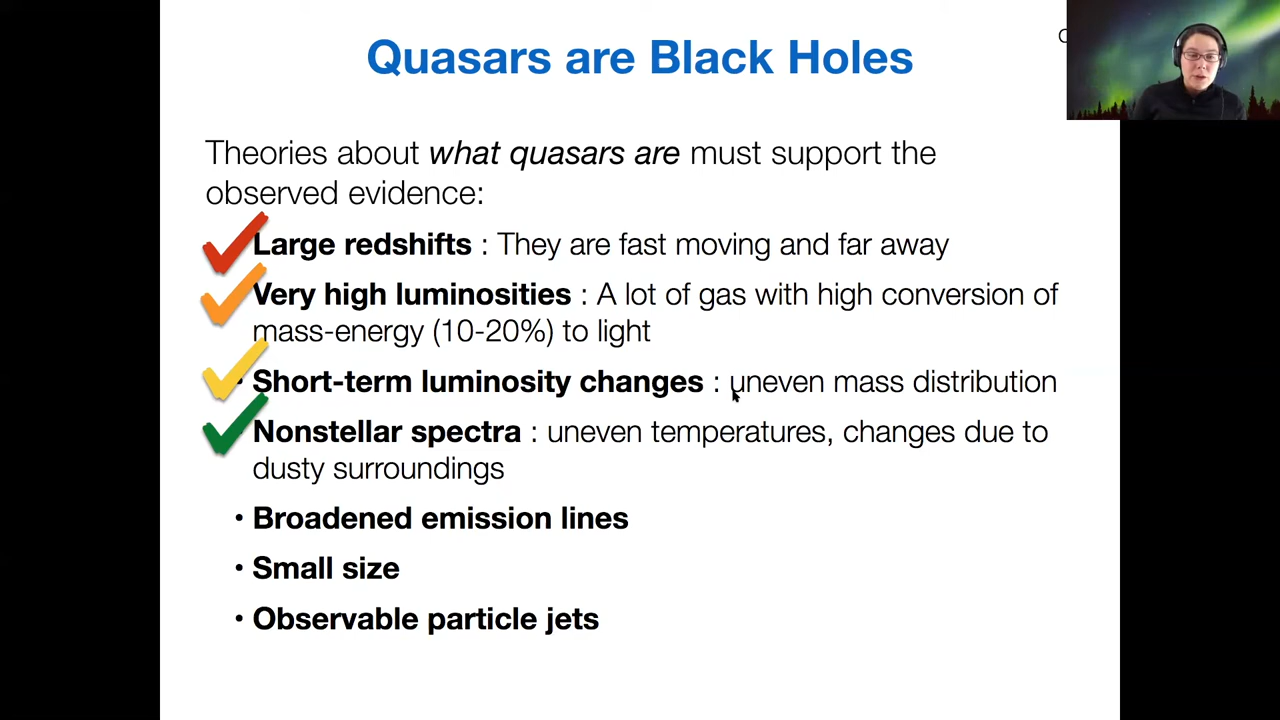 Quasars are Black Holes
Theories about what quasars are must support the
observed evidence:
Large redshifts : They are fast moving and far away
Very high luminosities : A lot of gas with high conversion of
mass-energy (10-20%) to light
• Short-term luminosity changes : uneven mass distribution
Nonstellar spectra : uneven temperatures, changes due to
dusty surroundings
• Broadened emission lines
• Small size
• Observable particle jets